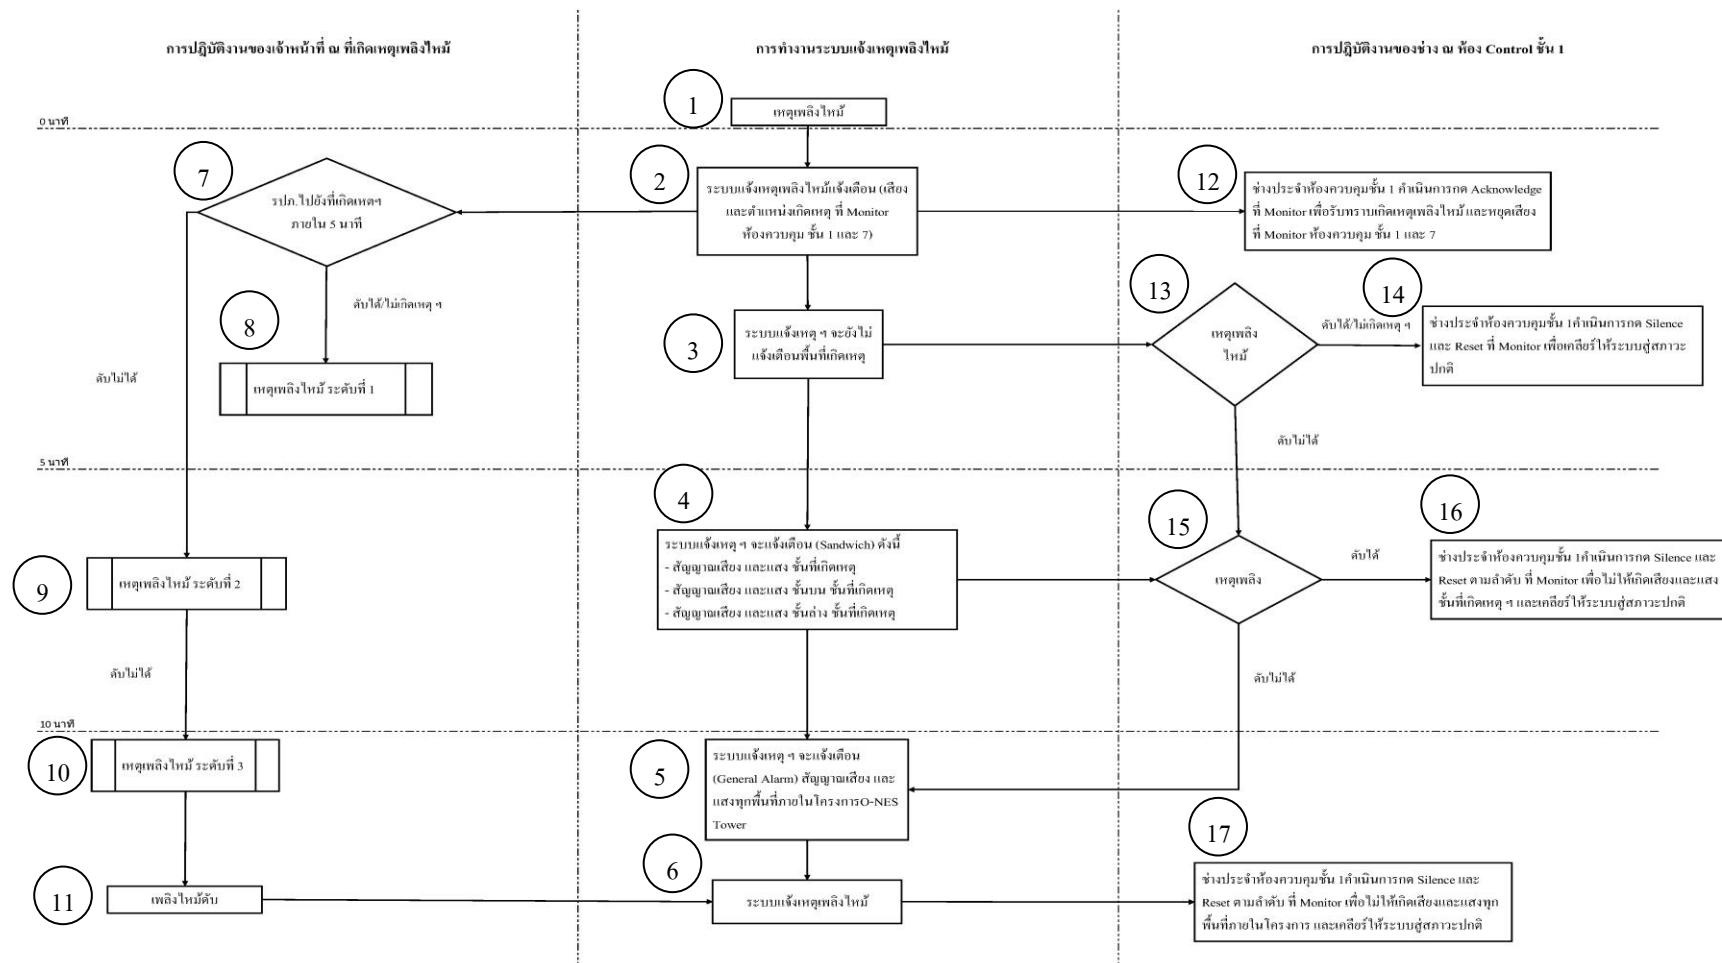 การปฏิบัติงานของเจ้าหน้าที่ ณ ที่เกิดเหตุเพลิงไหม้
การทำงานระบบแจ้งเหตุเพลิงไหม้
การปฏิบัติงานของช่าง ณ ห้อง Control ชั้น 1
1
เหตุเพลิงไหม้
0 นาที
7
รปภ.ไปยังที่เกิดเหตฯ
ภายใน 5 นาที
2
ระบบแจ้งเหตุเพลิงไหม้แจ้งเตือน (เสียง
และตำแหน่งเกิดเหตุ ที่ Monitor
ห้องควบคุม ชั้น 1 และ 7)
12
ช่างประจำห้องควบคุมชั้น 1 ดำเนินการกด Acknowledge
ที่ Monitor เพื่อรับทราบเกิดเหตุเพลิงไหม้ และหยุดเสียง
ที่ Monitor ห้องควบคุม ชั้น 1 และ 7
ดับได้/ไม่เกิดเหตุ ฯ
8
เหตุเพลิงไหม้ ระดับที่ 1
ดับไม่ได้
3
ระบบแจ้งเหตุ ฯ จะยังไม่
แจ้งเตือนพื้นที่เกิดเหตุ
13
เหตุเพลิง
ไหม้
ดับได้/ไม่เกิดเหตุ ฯ
14
ช่างประจำห้องควบคุมชั้น 1ดำเนินการกด Silence
และ Reset ที่ Monitor เพื่อเคลียร์ให้ระบบสู่สภาวะ
ปกติ
ดับไม่ได้
5 นาที
9
เหตุเพลิงไหม้ ระดับที่ 2
4
ระบบแจ้งเหตุ ฯ จะแจ้งเตือน (Sandwich) ดังนี้
- สัญญาณเสียง และแสง ชั้นที่เกิดเหตุ
- สัญญาณเสียง และแสง ชั้นบน ชั้นที่เกิดเหตุ
- สัญญาณเสียง และแสง ชั้นล่าง ชั้นที่เกิดเหตุ
15
เหตุเพลิง
ดับได้
16
ช่างประจำห้องควบคุมชั้น 1ดำเนินการกด Silence และ
Reset ตามลำดับ ที่ Monitor เพื่อไม่ให้เกิดเสียงและแสง
ชั้นที่เกิดเหตุ ฯ และเคลียร์ให้ระบบสู่สภาวะปกติ
ดับไม่ได้
ดับไม่ได้
10 นาที
10
เหตุเพลิงไหม้ ระดับที่ 3
5
ระบบแจ้งเหตุ ฯ จะแจ้งเตือน
(General Alarm) สัญญาณเสียง และ
แสงทุกพื้นที่ภายในโครงการO-NES
Tower
11
เพลิงไหม้ดับ
6
ระบบแจ้งเหตุเพลิงไหม้
17
ช่างประจำห้องควบคุมชั้น 1ดำเนินการกด Silence และ
Reset ตามลำดับ ที่ Monitor เพื่อไม่ให้เกิดเสียงและแสงทุก
พื้นที่ภายในโครงการ และเคลียร์ให้ระบบสู่สภาวะปกติ